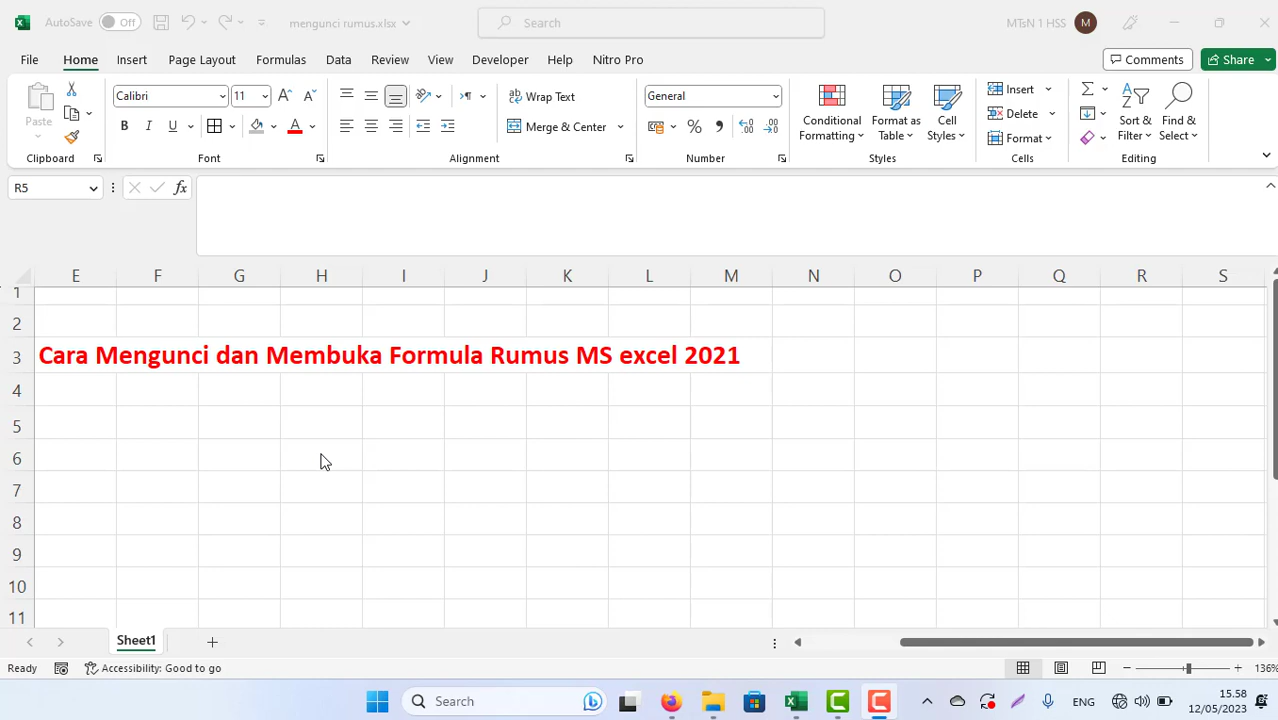 AutoSave Off mengunci rumus.xlsx Search MTsN 1 HSS M
File Home Insert Page Layout Formulas Data Review View Developer Help Nitro Pro Comments Share
Paste Calibri 11 Wrap Text General Conditional Formatting Format as Table Cell Styles Insert Sort & Filter Find & Select
B I U A Merge & Center % Delete
Format
Clipboard Font Alignment Number Styles Cells Editing
R5 fx
E F G H I J K L M N O P Q R S
1
2
3 Cara Mengunci dan Membuka Formula Rumus MS excel 2021
4
5
6
7
8
9
10
11
Sheet1
Ready Accessibility: Good to go 136%
Search ENG 15.58
12/05/2023